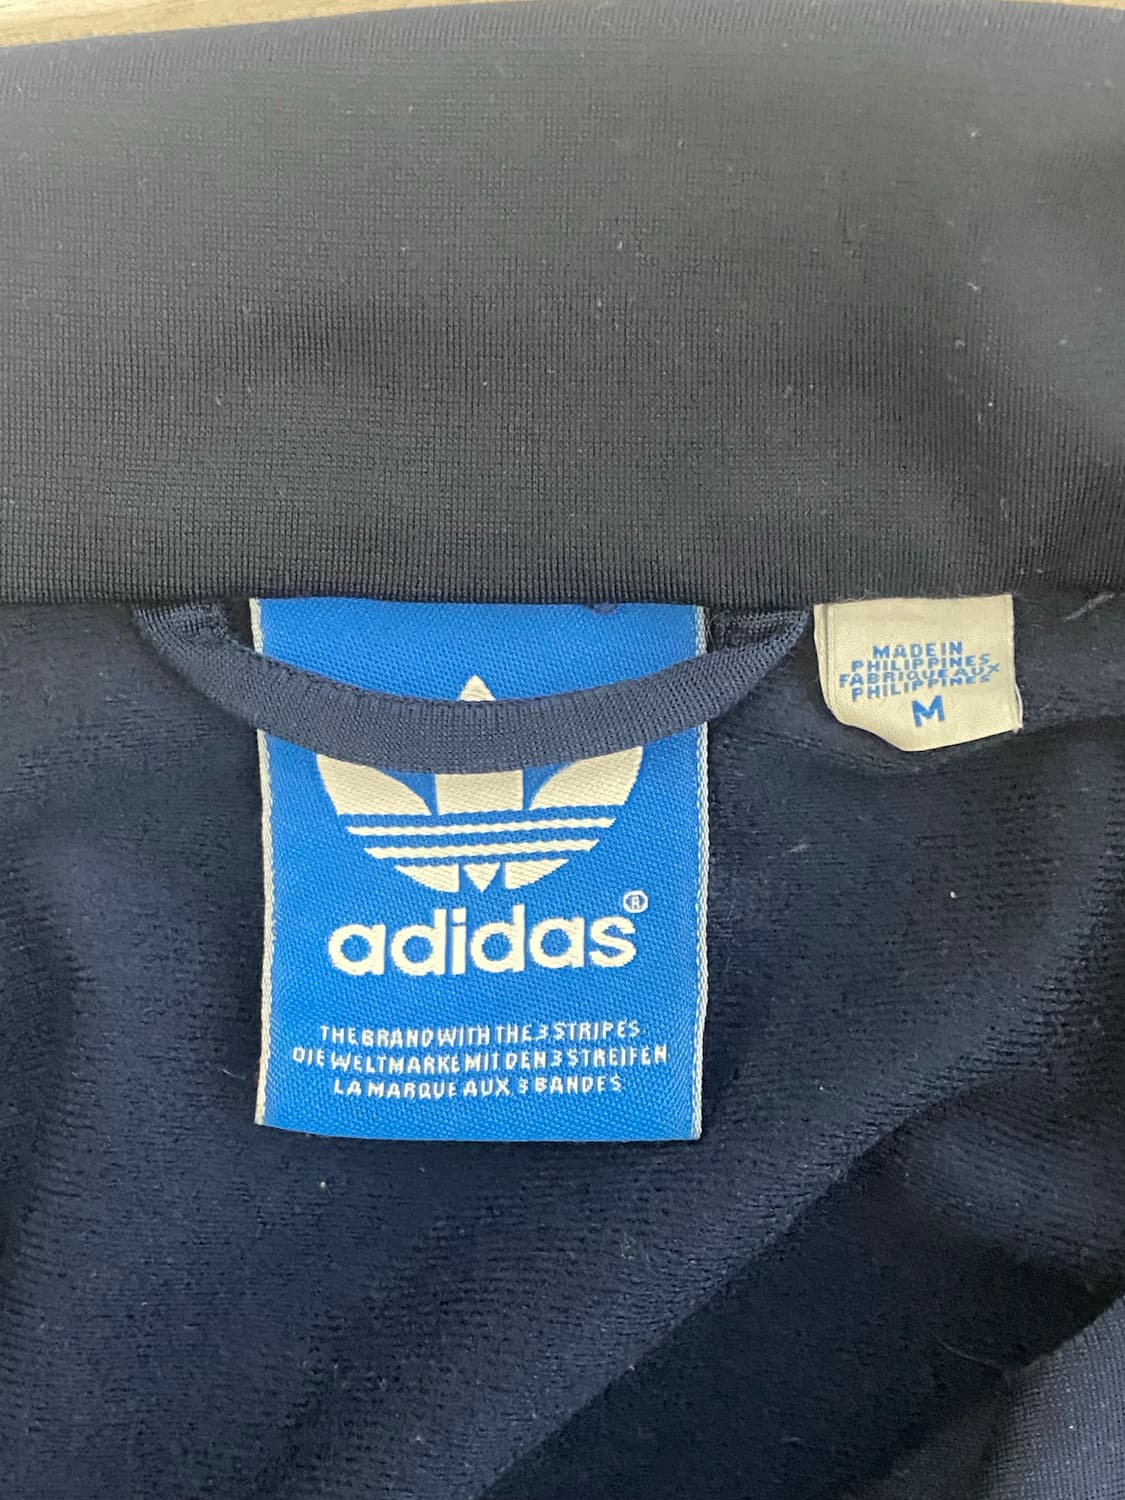 adidas®
THE BRAND WITH THE 3 STRIPES
DIE WELTMARKE MIT DEN 3 STREIFEN
LA MARQUE AUX 3 BANDES
MADE IN
PHILIPPINES
FABRIQUE AUX
PHILIPPINES
M